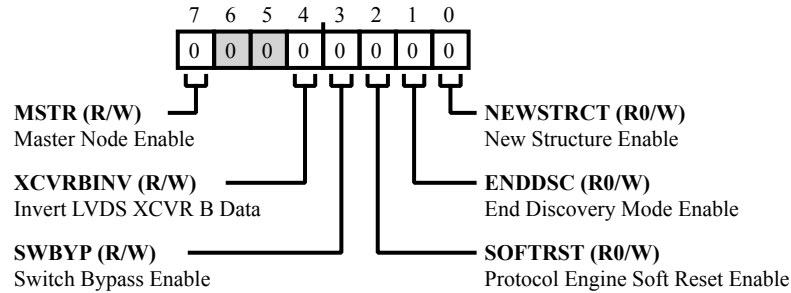 7 6 5 4 3 2 1 0
0 0 0 0 0 0 0 0
MSTR (R/W)
Master Node Enable
XCVRBINV (R/W)
Invert LVDS XCVR B Data
SWBYP (R/W)
Switch Bypass Enable
NEWSTRCT (R0/W)
New Structure Enable
ENDDSC (R0/W)
End Discovery Mode Enable
SOFTRST (R0/W)
Protocol Engine Soft Reset Enable